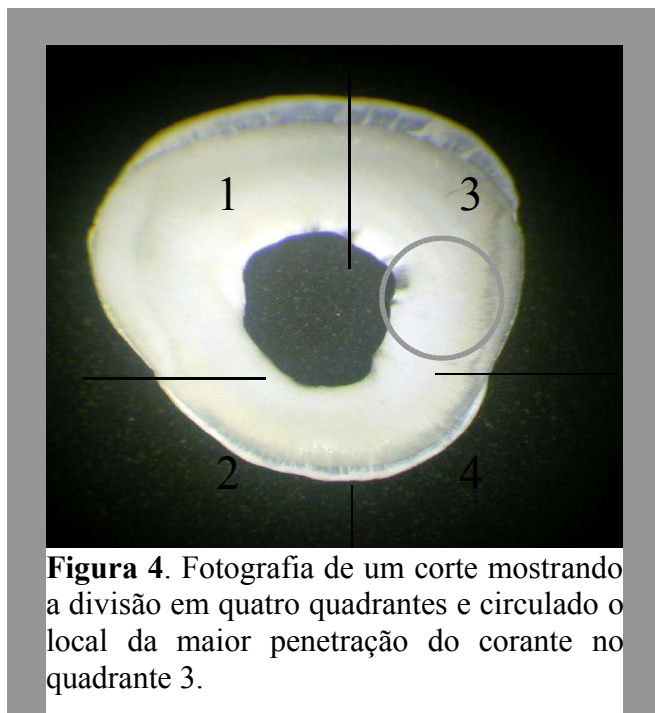 1
3
2
4
Figura 4. Fotografia de um corte mostrando
a divisão em quatro quadrantes e circulado o
local da maior penetração do corante no
quadrante 3.